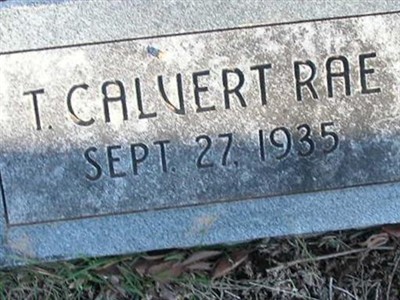 T. CALVERT RAE
SEPT. 27, 1935